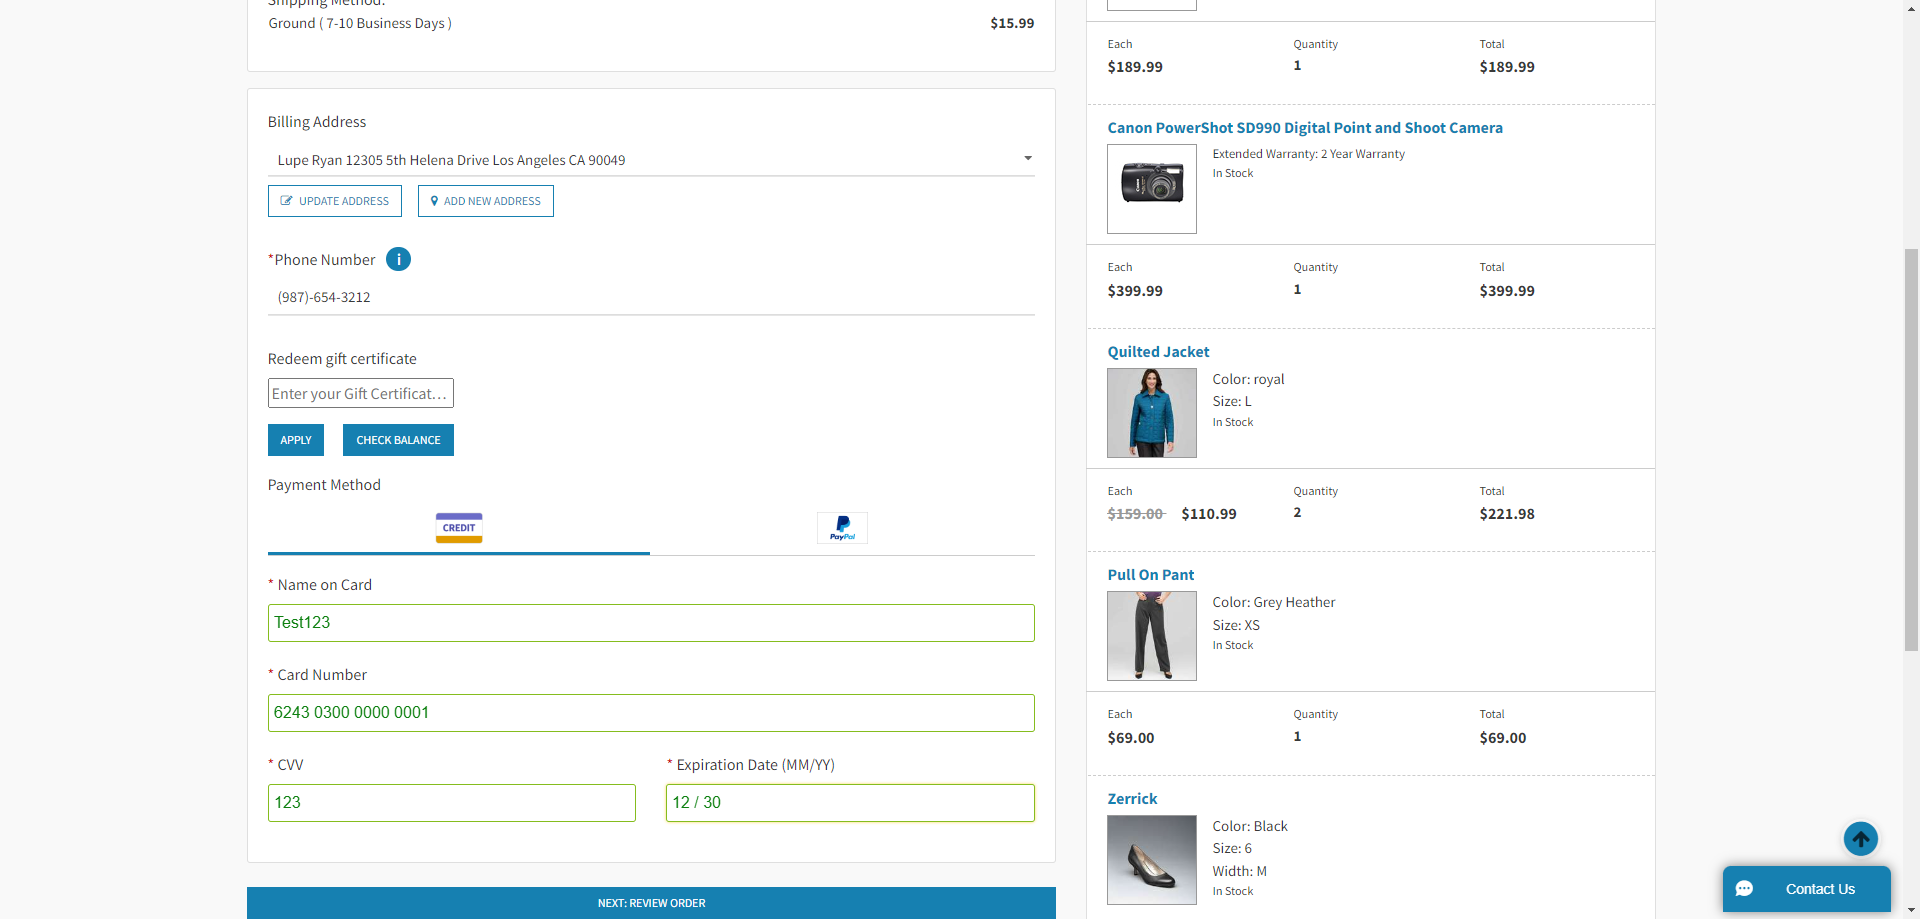 Shipping Method:
Ground ( 7-10 Business Days )
$15.99
Billing Address
Lupe Ryan 12305 5th Helena Drive Los Angeles CA 90049
UPDATE ADDRESS
ADD NEW ADDRESS
*Phone Number
i
(987)-654-3212
Redeem gift certificate
Enter your Gift Certificat...
APPLY
CHECK BALANCE
Payment Method
CREDIT
PayPal
* Name on Card
Test123
* Card Number
6243 0300 0000 0001
* CVV
* Expiration Date (MM/YY)
123
12 / 30
NEXT: REVIEW ORDER
Each
Quantity
Total
$189.99
1
$189.99
Canon PowerShot SD990 Digital Point and Shoot Camera
Extended Warranty: 2 Year Warranty
In Stock
Each
Quantity
Total
$399.99
1
$399.99
Quilted Jacket
Color: royal
Size: L
In Stock
Each
Quantity
Total
$159.00 $110.99
2
$221.98
Pull On Pant
Color: Grey Heather
Size: XS
In Stock
Each
Quantity
Total
$69.00
1
$69.00
Zerrick
Color: Black
Size: 6
Width: M
In Stock
Contact Us